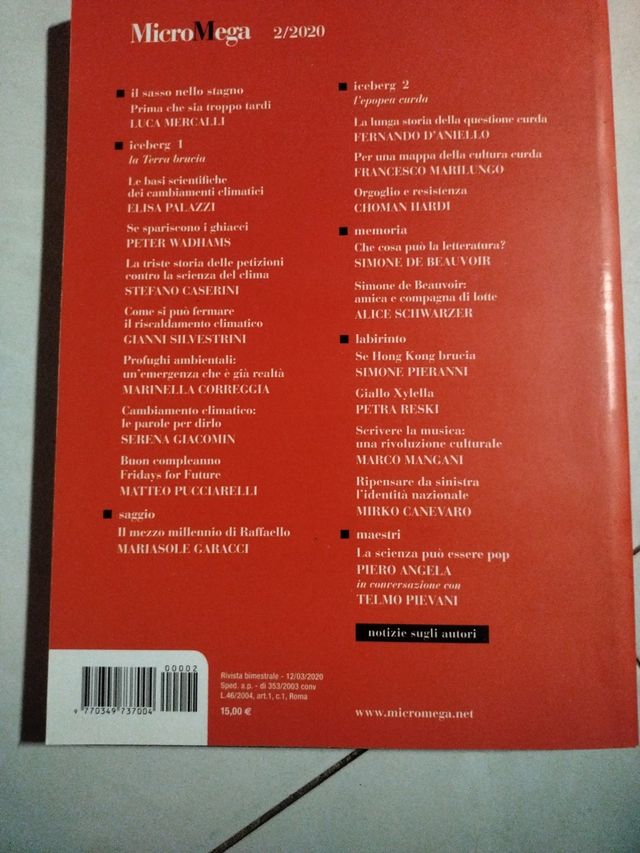 MicroMega 2/2020
il sasso nello stagno
Prima che sia troppo tardi
LUCA MERCALLI
iceberg 1
la Terra brucia
Le basi scientifiche
dei cambiamenti climatici
ELISA PALAZZI
Se spariscono i ghiacci
PETER WADHAMS
La triste storia delle petizioni
contro la scienza del clima
STEFANO CASERINI
Come si può fermare
il riscaldamento climatico
GIANNI SILVESTRINI
Profughi ambientali:
un'emergenza che è già realtà
MARINELLA CORREGGIA
Cambiamento climatico:
le parole per dirlo
SERENA GIACOMIN
Buon compleanno
Fridays for Future
MATTEO PUCCIARELLI
saggio
Il mezzo millennio di Raffaello
MARIASOLE GARACCI
iceberg 2
l'epopea curda
La lunga storia della questione curda
FERNANDO D'ANIELLO
Per una mappa della cultura curda
FRANCESCO MARILUNGO
Orgoglio e resistenza
CHOMAN HARDI
memoria
Che cosa può la letteratura?
SIMONE DE BEAUVOIR
Simone de Beauvoir:
amica e compagna di lotte
ALICE SCHWARZER
labirinto
Se Hong Kong brucia
SIMONE PIERANNI
Giallo Xylella
PETRA RESKI
Scrivere la musica:
una rivoluzione culturale
MARCO MANGANI
Ripensare da sinistra
l'identità nazionale
MIRKO CANEVARO
maestri
La scienza può essere pop
PIERO ANGELA
in conversazione con
TELMO PIEVANI
notizie sugli autori
00002
9 770349 737004
Rivista bimestrale - 12/03/2020
Sped. a.p. - di 353/2003 conv
L.46/2004, art.1, c.1, Roma
15,00 €
www.micromega.net